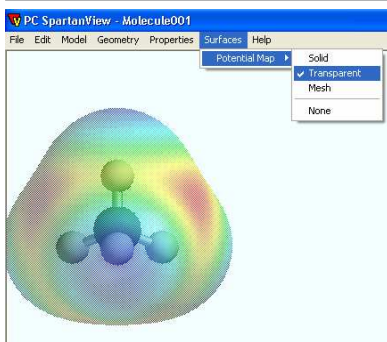 PC SpartanView - Molecule001
File Edit Model Geometry Properties Surfaces Help
Potential Map
Solid
Transparent
Mesh
None